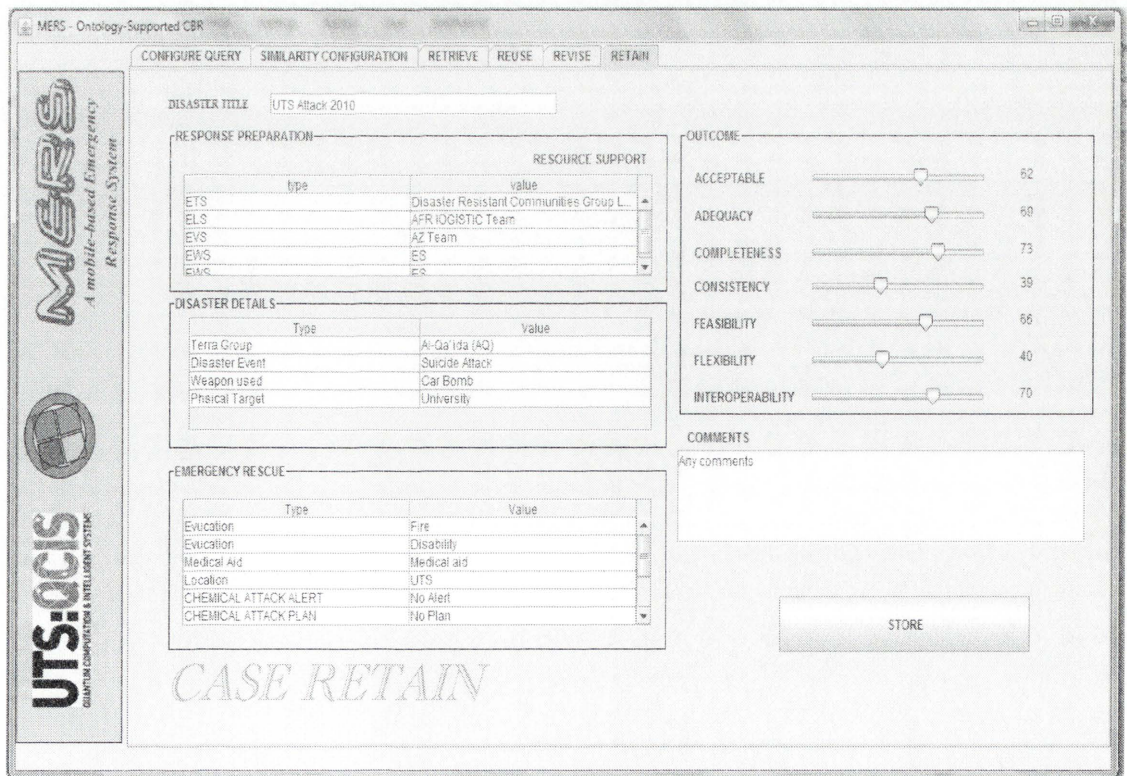 MERS - Ontology-Supported CBR
CONFIGURE QUERY SIMILARITY CONFIGURATION RETRIEVE REUSE REVISE RETAIN
MERS
A mobile-based Emergency
Response System
UTS:QCIS
QUANTUM COMPUTATION & INTELLIGENT SYSTEMS
DISASTER TITLE UTS Attack 2010
RESPONSE PREPARATION
RESOURCE SUPPORT
type value
ETS Disaster Resistant Communities Group L...
ELS AFR lOGISTIC Team
EVS AZ Team
EWS ES
EWS ES
DISASTER DETAILS
Type Value
Terra Group Al-Qa'ida (AQ)
Disaster Event Suicide Attack
Weapon used Car Bomb
Phsical Target University
EMERGENCY RESCUE
Type Value
Evucation Fire
Evucation Disability
Medical Aid Medical aid
Location UTS
CHEMICAL ATTACK ALERT No Alert
CHEMICAL ATTACK PLAN No Plan
CASE RETAIN
OUTCOME
ACCEPTABLE 62
ADEQUACY 60
COMPLETENESS 73
CONSISTENCY 39
FEASIBILITY 66
FLEXIBILITY 40
INTEROPERABILITY 70
COMMENTS
Any comments
STORE